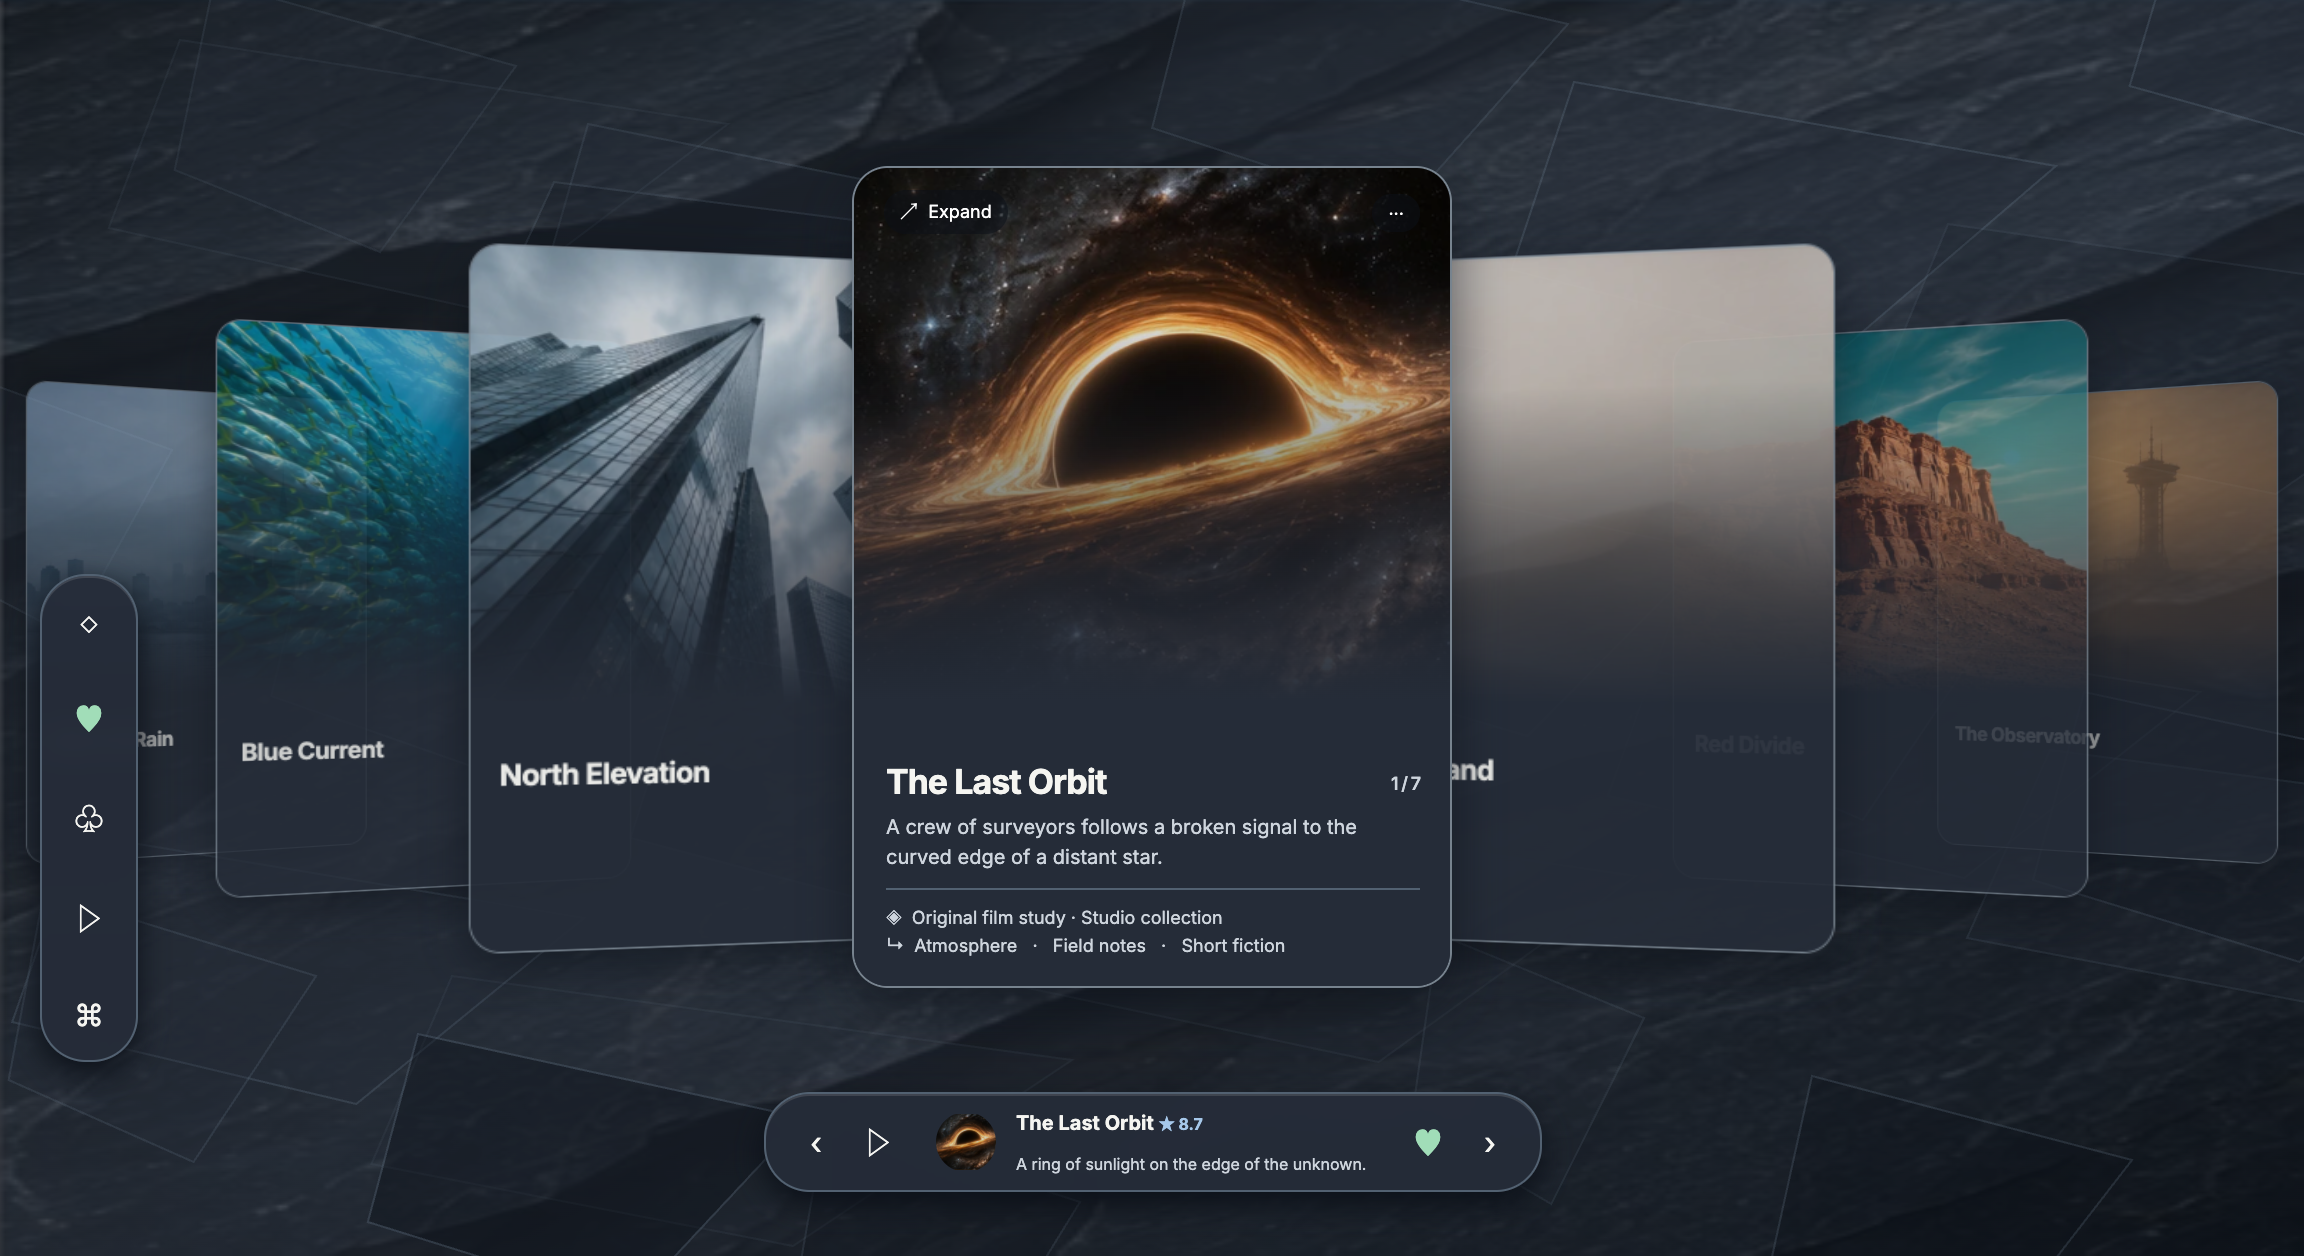 Expand
Rain
Blue Current
North Elevation
The Last Orbit
1/7
A crew of surveyors follows a broken signal to the
curved edge of a distant star.
Original film study · Studio collection
Atmosphere · Field notes · Short fiction
and
Red Divide
The Observatory
The Last Orbit ★ 8.7
A ring of sunlight on the edge of the unknown.